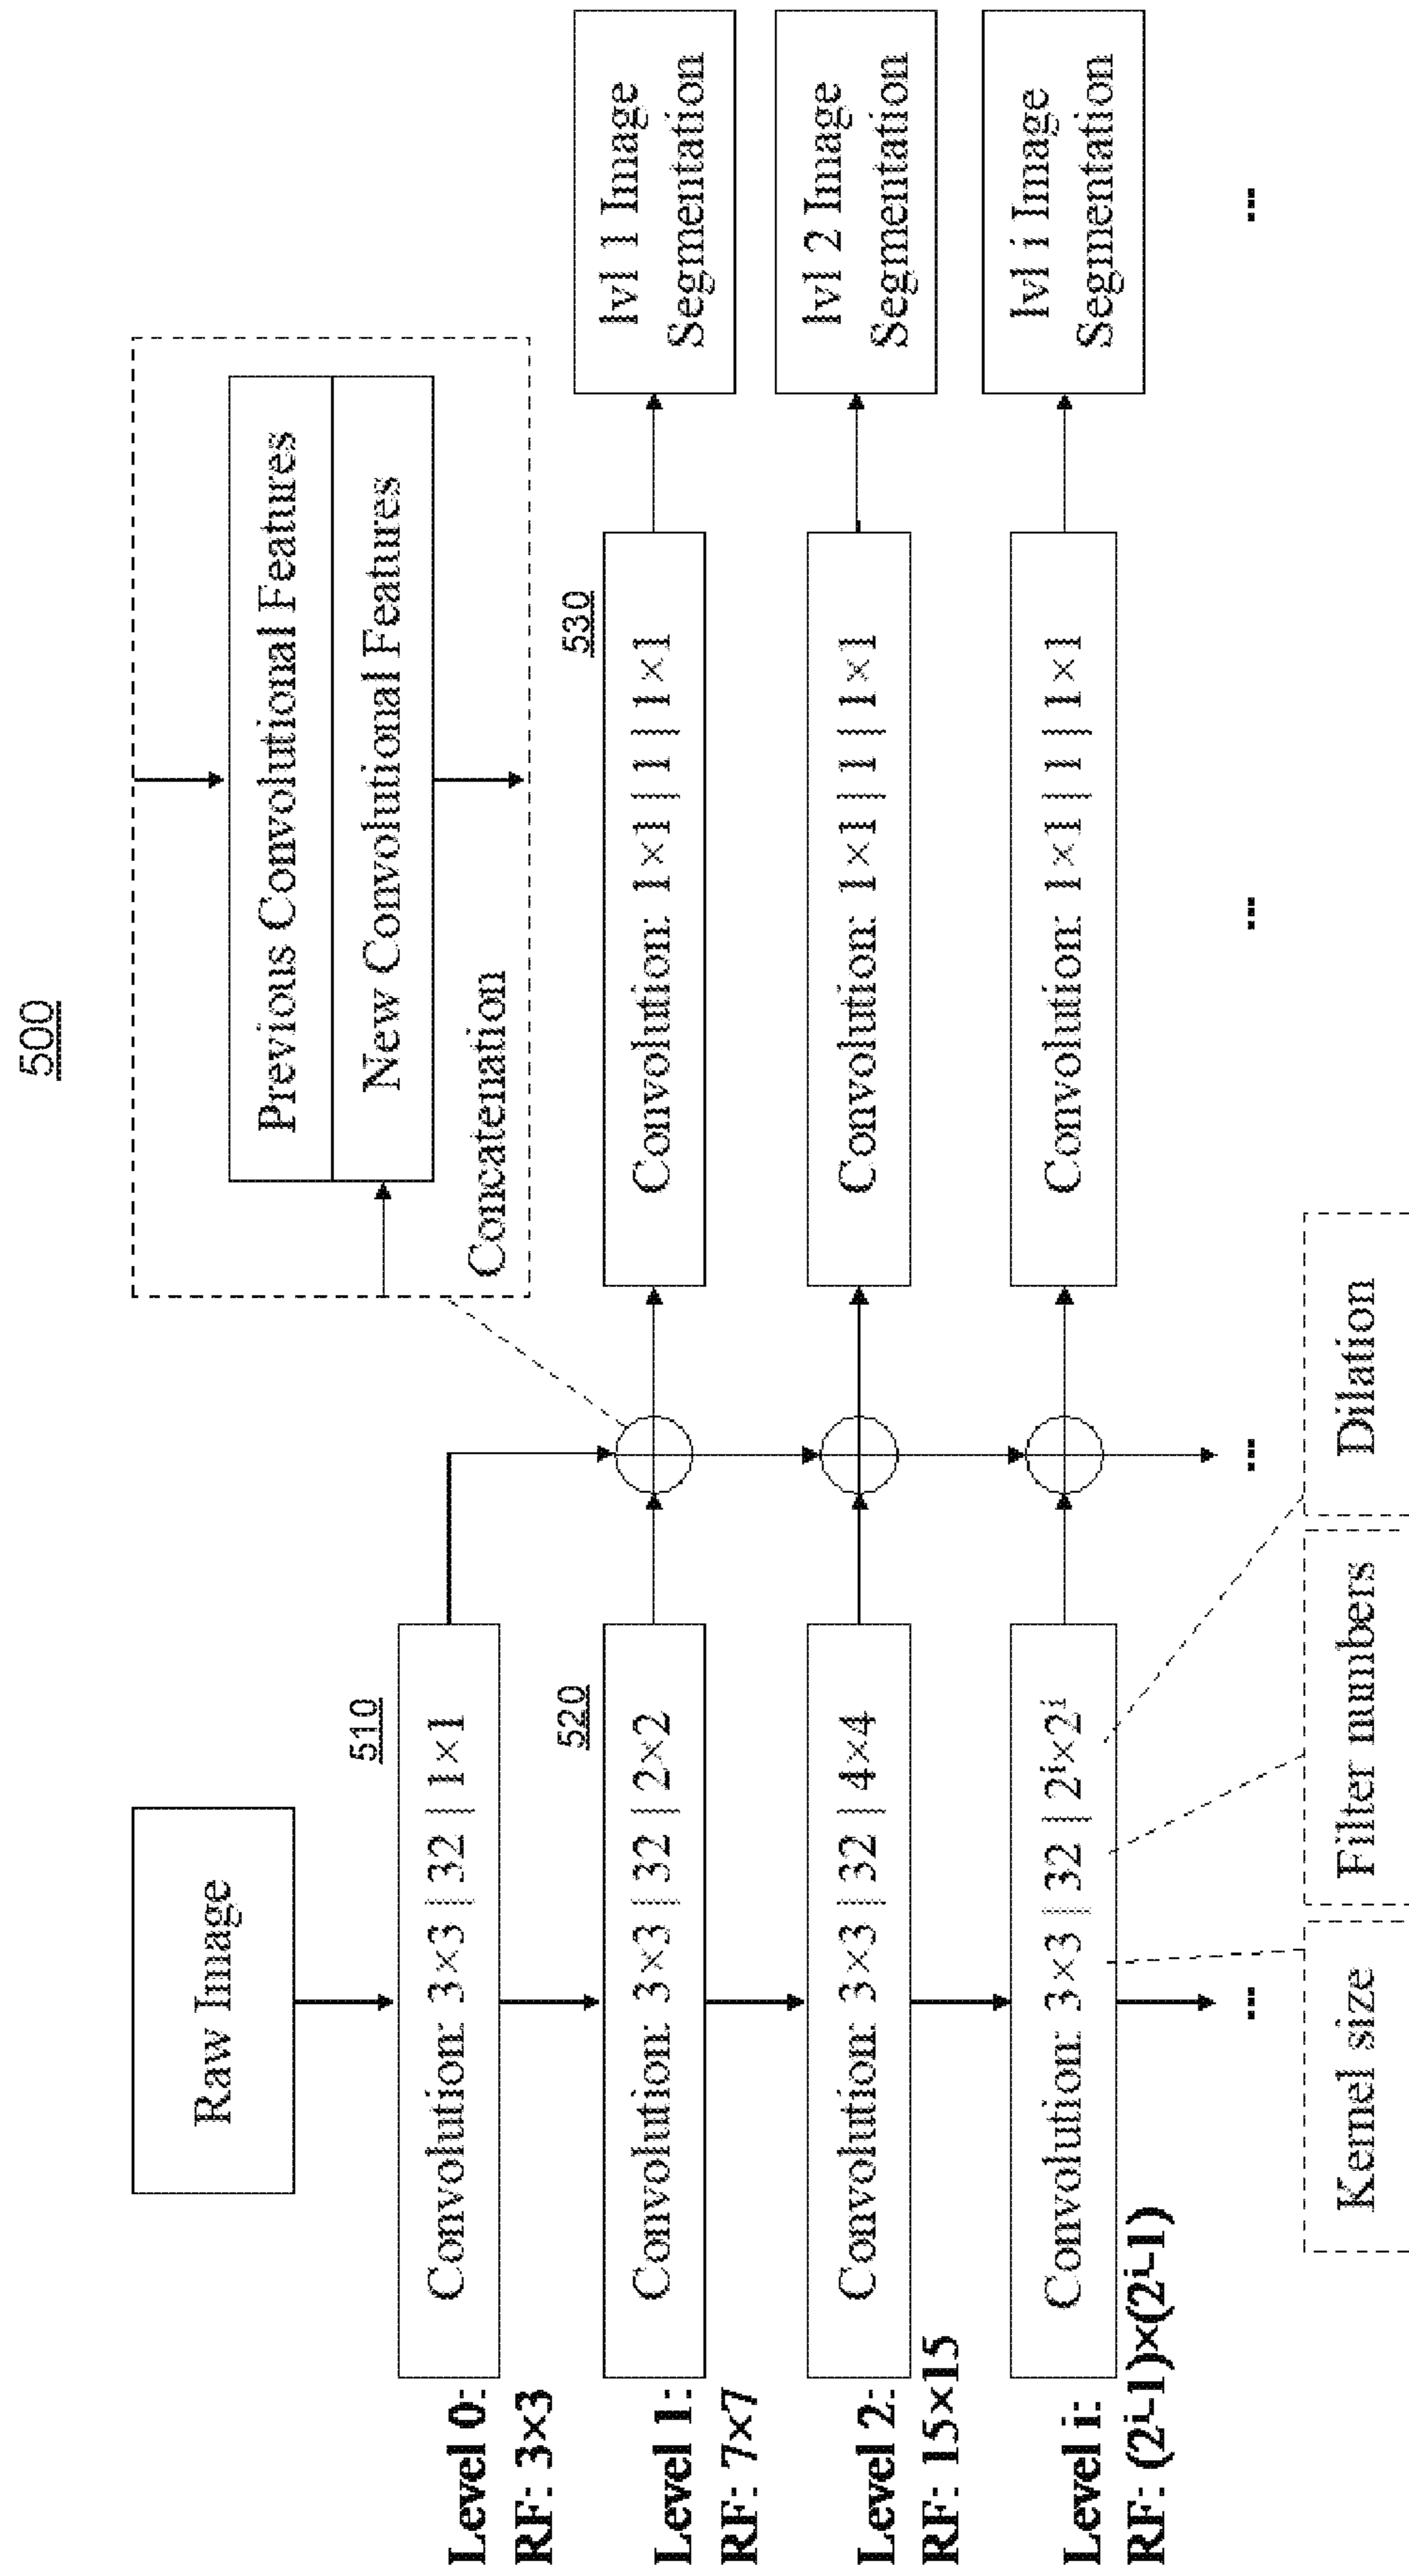 500
Raw Image
Previous Convolutional Features
New Convolutional Features
Concatenation
510
Level 0:
RF: 3×3
Convolution: 3×3 | 32 | 1×1
520
530
Level 1:
RF: 7×7
Convolution: 3×3 | 32 | 2×2
Convolution: 1×1 | 1 | 1×1
lvl 1 Image
Segmentation
Level 2:
RF: 15×15
Convolution: 3×3 | 32 | 4×4
Convolution: 1×1 | 1 | 1×1
lvl 2 Image
Segmentation
Level i:
RF: (2ⁱ-1)×(2ⁱ-1)
Convolution: 3×3 | 32 | 2ⁱ×2ⁱ
Convolution: 1×1 | 1 | 1×1
lvl i Image
Segmentation
...
...
...
...
Kernel size
Filter numbers
Dilation